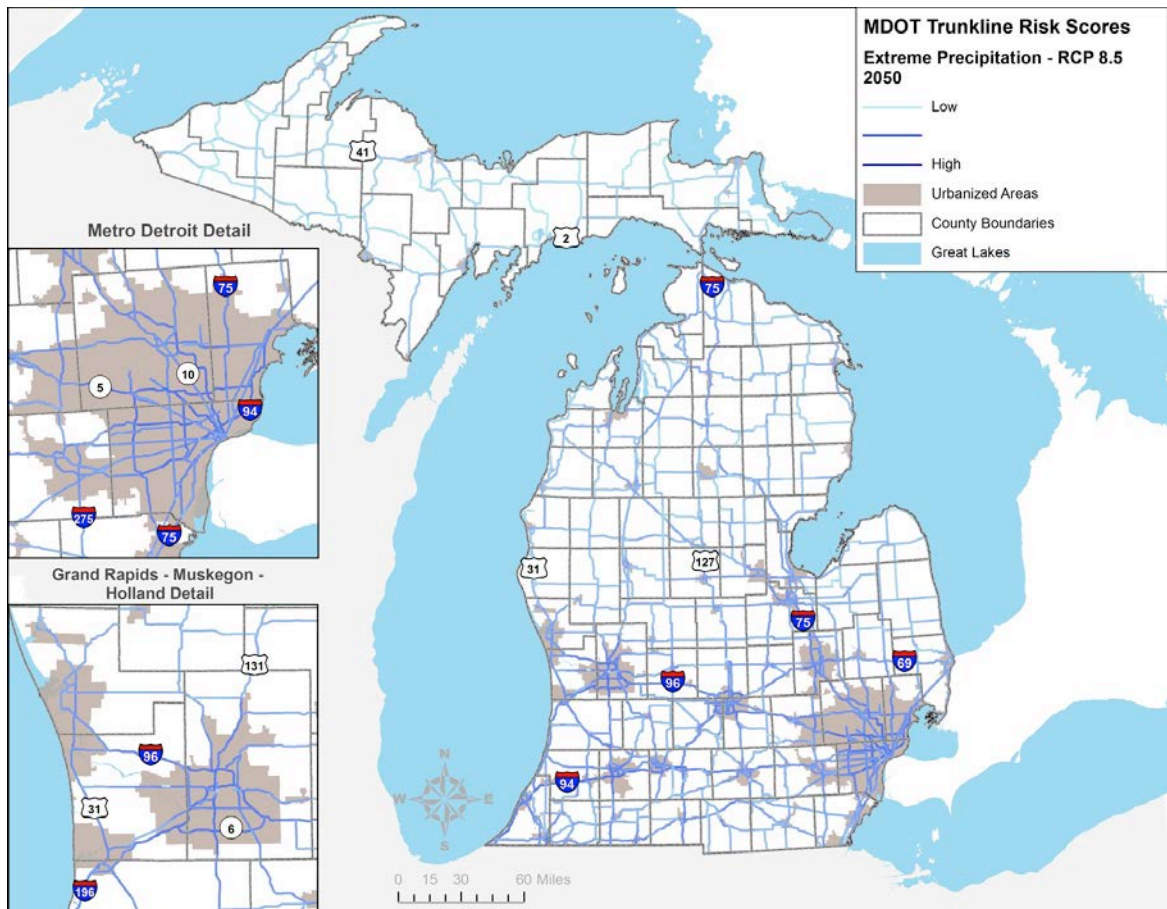 MDOT Trunkline Risk Scores
Extreme Precipitation - RCP 8.5
2050
Low
High
Urbanized Areas
County Boundaries
Great Lakes
41
2
75
31
127
75
69
96
94
N
W E
S
0 15 30 60 Miles
Metro Detroit Detail
75
10
5
94
275
75
Grand Rapids - Muskegon -
Holland Detail
131
96
31
6
196